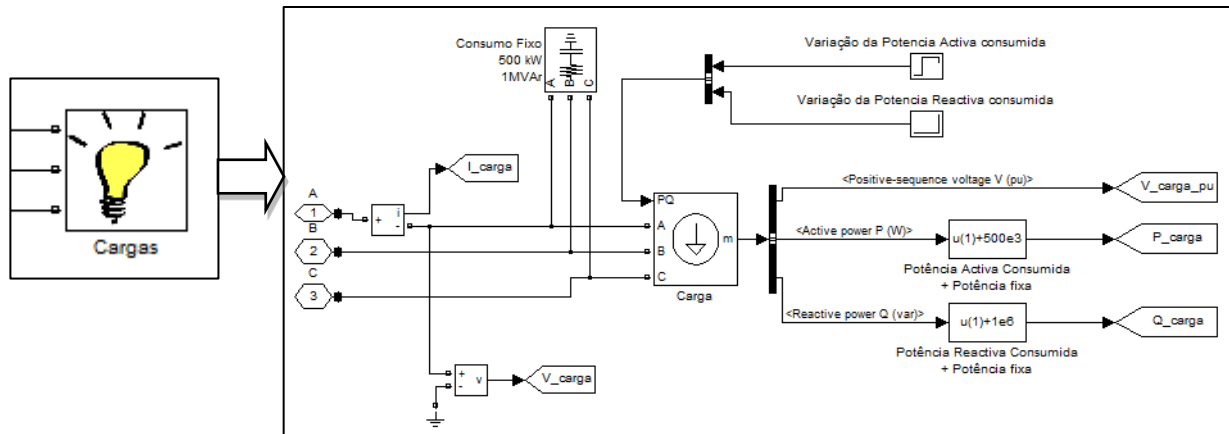 Cargas
Consumo Fixo
500 kW
1MVAr
A
B
C
Variação da Potencia Activa consumida
Variação da Potencia Reactiva consumida
I_carga
A
1
B
2
C
3
+
-
i
PQ
A
B
C
m
Carga
<Positive-sequence voltage V (pu)>
V_carga_pu
<Active power P (W)>
u(1)+500e3
P_carga
Potência Activa Consumida
+ Potência fixa
<Reactive power Q (var)>
u(1)+1e6
Q_carga
Potência Reactiva Consumida
+ Potência fixa
+
-
v
V_carga